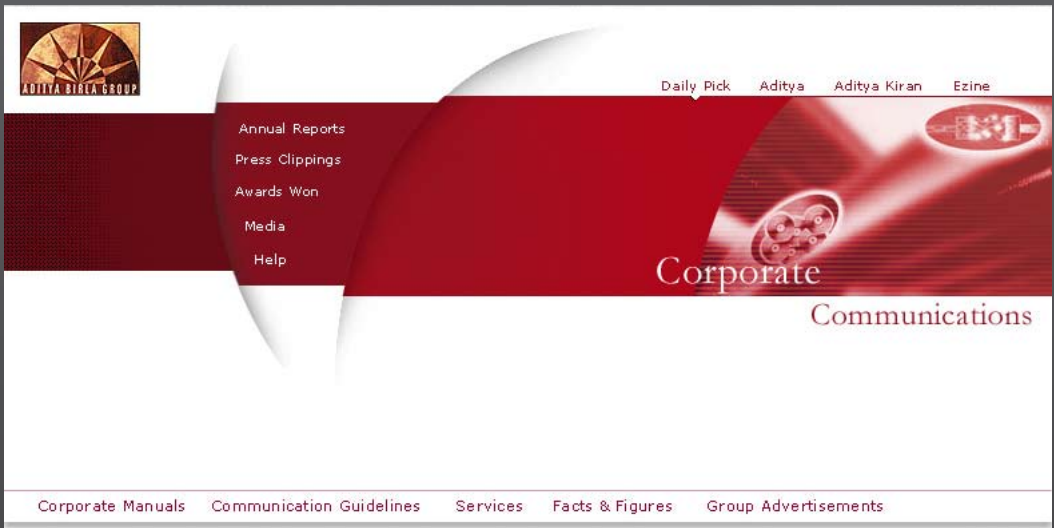 ADITYA BIRLA GROUP
Daily Pick Aditya Aditya Kiran Ezine
Annual Reports
Press Clippings
Awards Won
Media
Help
Corporate
Communications
Corporate Manuals Communication Guidelines Services Facts & Figures Group Advertisements